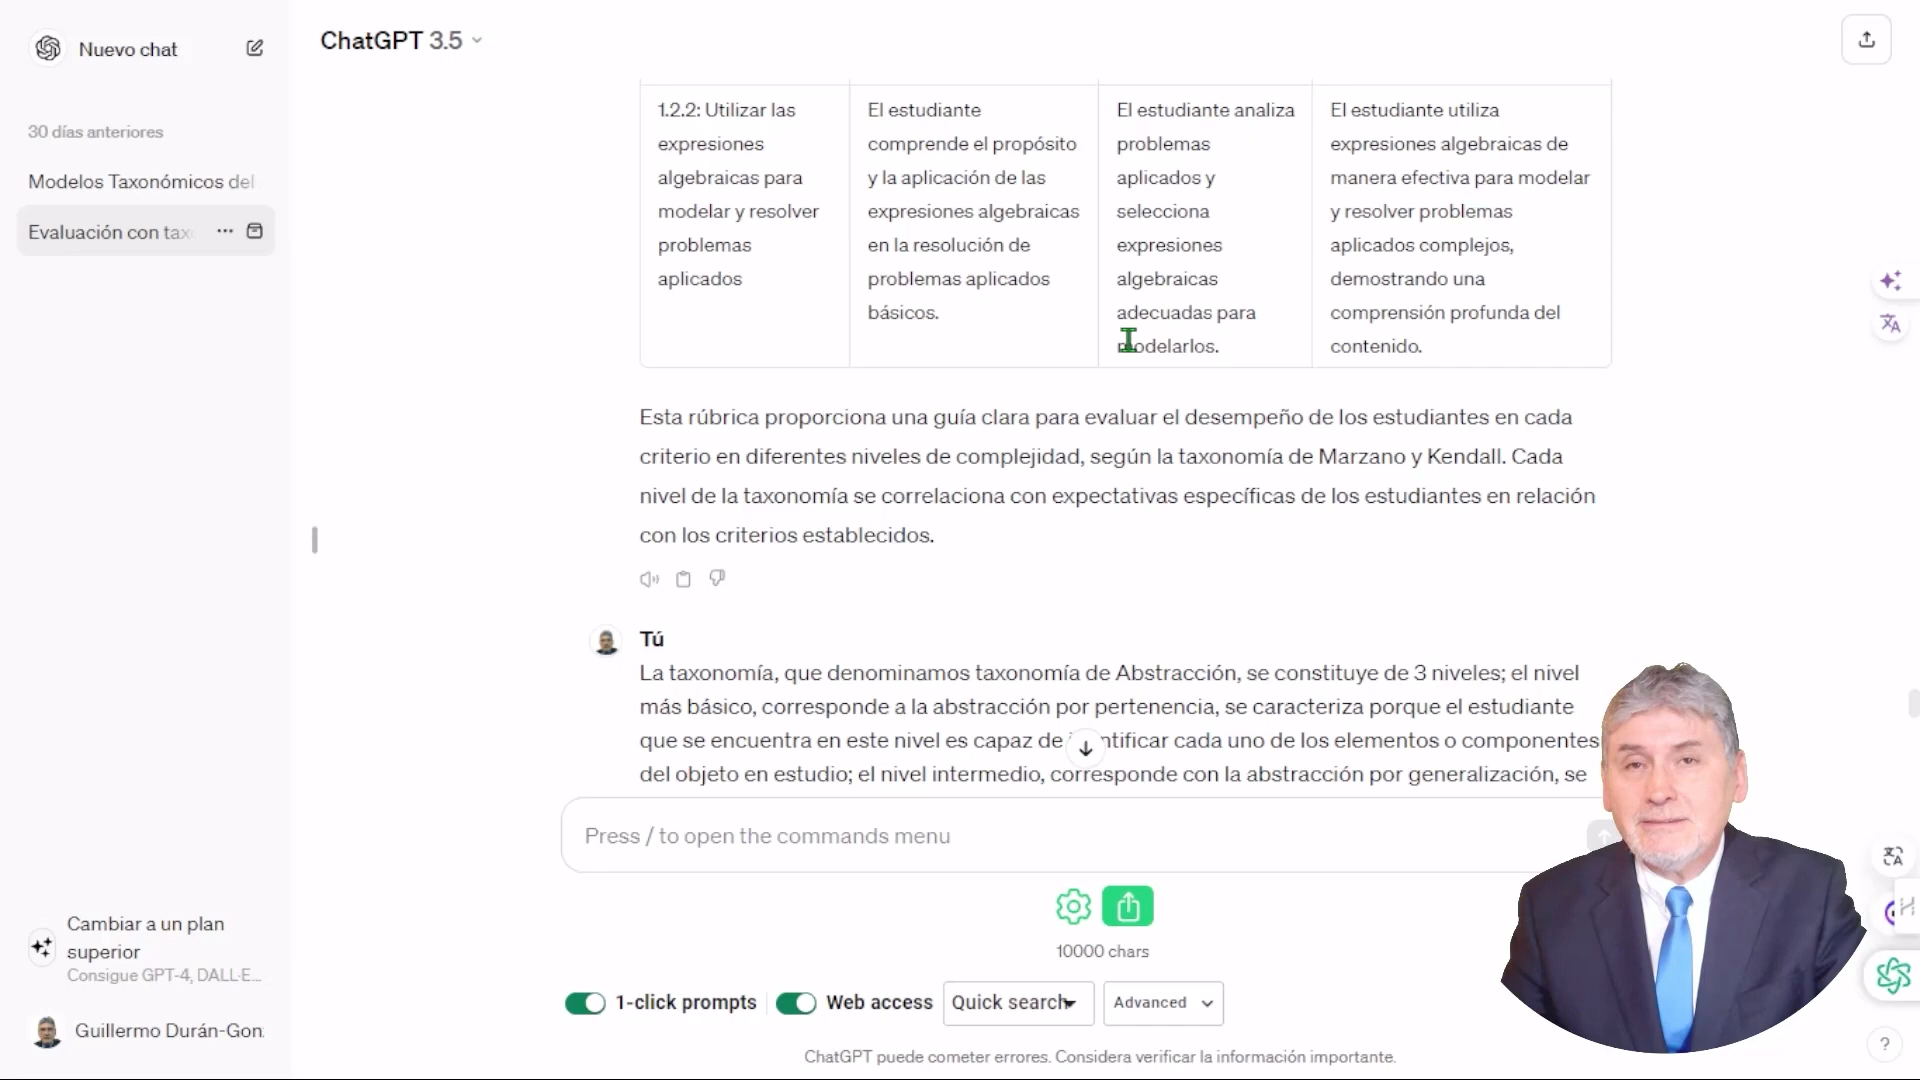 Nuevo chat
30 días anteriores
Modelos Taxonómicos del
Evaluación con tax
Cambiar a un plan
superior
Consigue GPT-4, DALL·E...
Guillermo Durán-Gon
ChatGPT 3.5
1.2.2: Utilizar las
expresiones
algebraicas para
modelar y resolver
problemas
aplicados
El estudiante
comprende el propósito
y la aplicación de las
expresiones algebraicas
en la resolución de
problemas aplicados
básicos.
El estudiante analiza
problemas
aplicados y
selecciona
expresiones
algebraicas
adecuadas para
modelarlos.
El estudiante utiliza
expresiones algebraicas de
manera efectiva para modelar
y resolver problemas
aplicados complejos,
demostrando una
comprensión profunda del
contenido.
Esta rúbrica proporciona una guía clara para evaluar el desempeño de los estudiantes en cada
criterio en diferentes niveles de complejidad, según la taxonomía de Marzano y Kendall. Cada
nivel de la taxonomía se correlaciona con expectativas específicas de los estudiantes en relación
con los criterios establecidos.
Tú
La taxonomía, que denominamos taxonomía de Abstracción, se constituye de 3 niveles; el nivel
más básico, corresponde a la abstracción por pertenencia, se caracteriza porque el estudiante
que se encuentra en este nivel es capaz de identificar cada uno de los elementos o componentes
del objeto en estudio; el nivel intermedio, corresponde con la abstracción por generalización, se
Press / to open the commands menu
10000 chars
1-click prompts
Web access
Quick search
Advanced
ChatGPT puede cometer errores. Considera verificar la información importante.
?